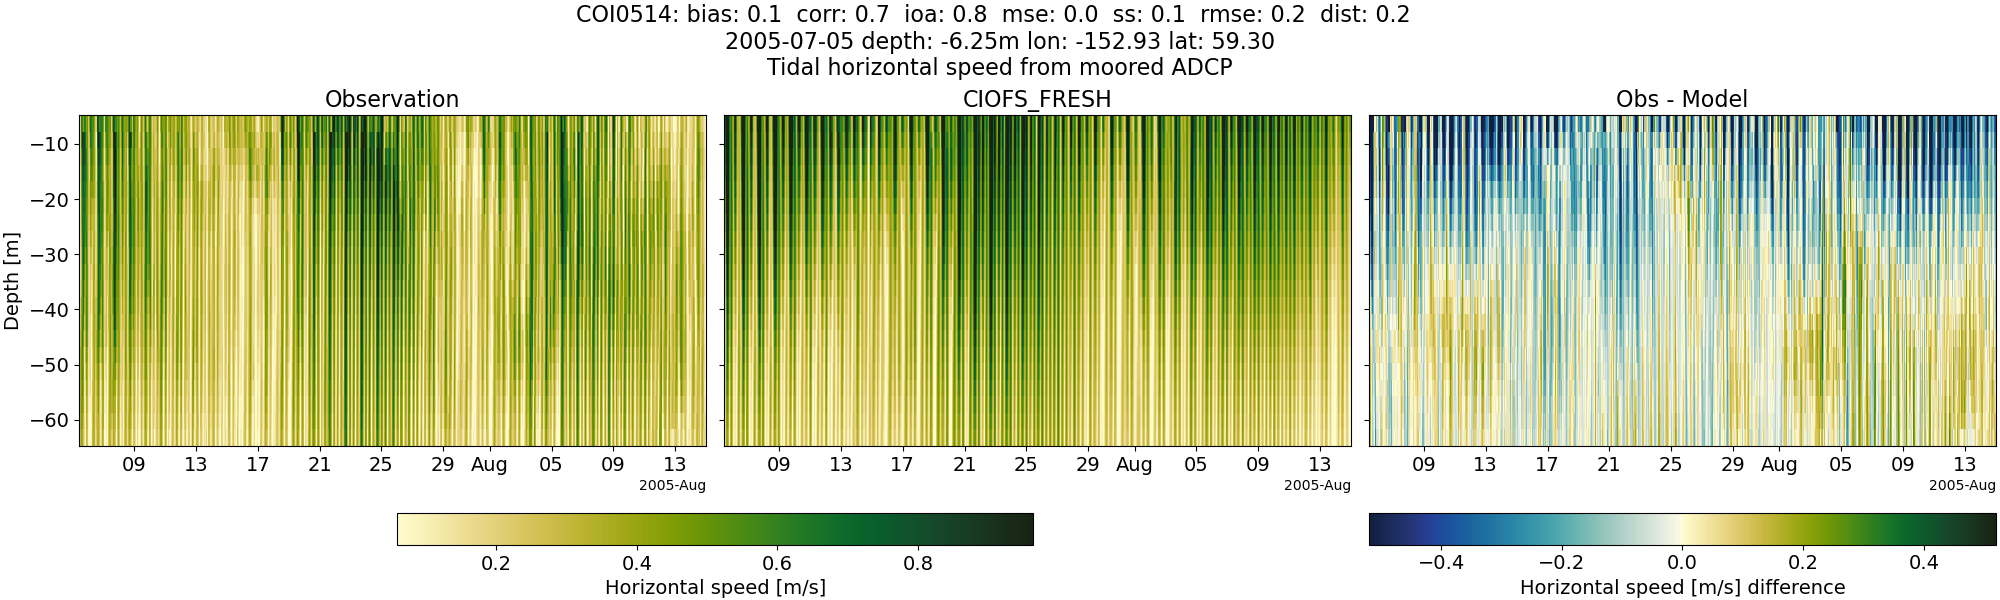 COI0514: bias: 0.1  corr: 0.7  ioa: 0.8  mse: 0.0  ss: 0.1  rmse: 0.2  dist: 0.2
2005-07-05 depth: -6.25m lon: -152.93 lat: 59.30
Tidal horizontal speed from moored ADCP
Observation
CIOFS_FRESH
Obs - Model
Depth [m]
−10
−20
−30
−40
−50
−60
09 13 17 21 25 29 Aug 05 09 13
2005-Aug
09 13 17 21 25 29 Aug 05 09 13
2005-Aug
09 13 17 21 25 29 Aug 05 09 13
2005-Aug
0.2 0.4 0.6 0.8
Horizontal speed [m/s]
−0.4 −0.2 0.0 0.2 0.4
Horizontal speed [m/s] difference